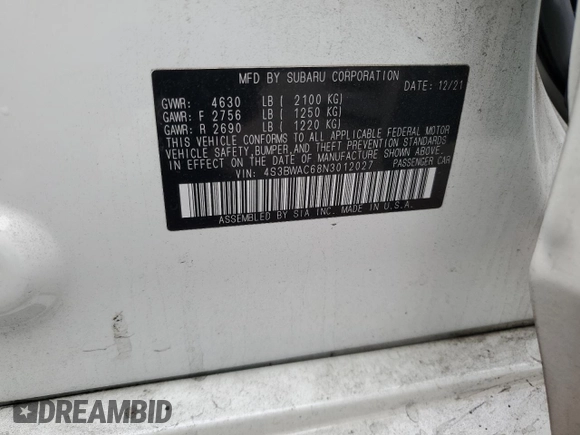 MFD BY SUBARU CORPORATION
DATE: 12/21
GVWR: 4630 LB ( 2100 KG)
GAWR: F 2756 LB ( 1250 KG)
GAWR: R 2690 LB ( 1220 KG)
THIS VEHICLE CONFORMS TO ALL APPLICABLE FEDERAL MOTOR
VEHICLE SAFETY, BUMPER, AND THEFT PREVENTION STANDARDS
IN EFFECT ON THE DATE OF MANUFACTURE SHOWN ABOVE.
VIN: 4S3BWAC68N3012027 PASSENGER CAR
ASSEMBLED BY SIA INC. MADE IN U.S.A.
DREAMBID